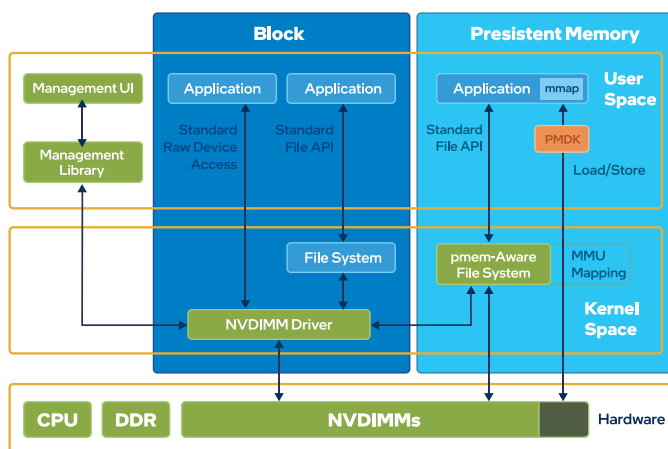 Block
Presistent Memory
Management UI
Application
Application
Application
mmap
User
Space
Standard
Raw Device
Access
Standard
File API
Standard
File API
PMDK
Management
Library
Load/Store
File System
pmem-Aware
File System
MMU
Mapping
NVDIMM Driver
Kernel
Space
CPU
DDR
NVDIMMs
Hardware